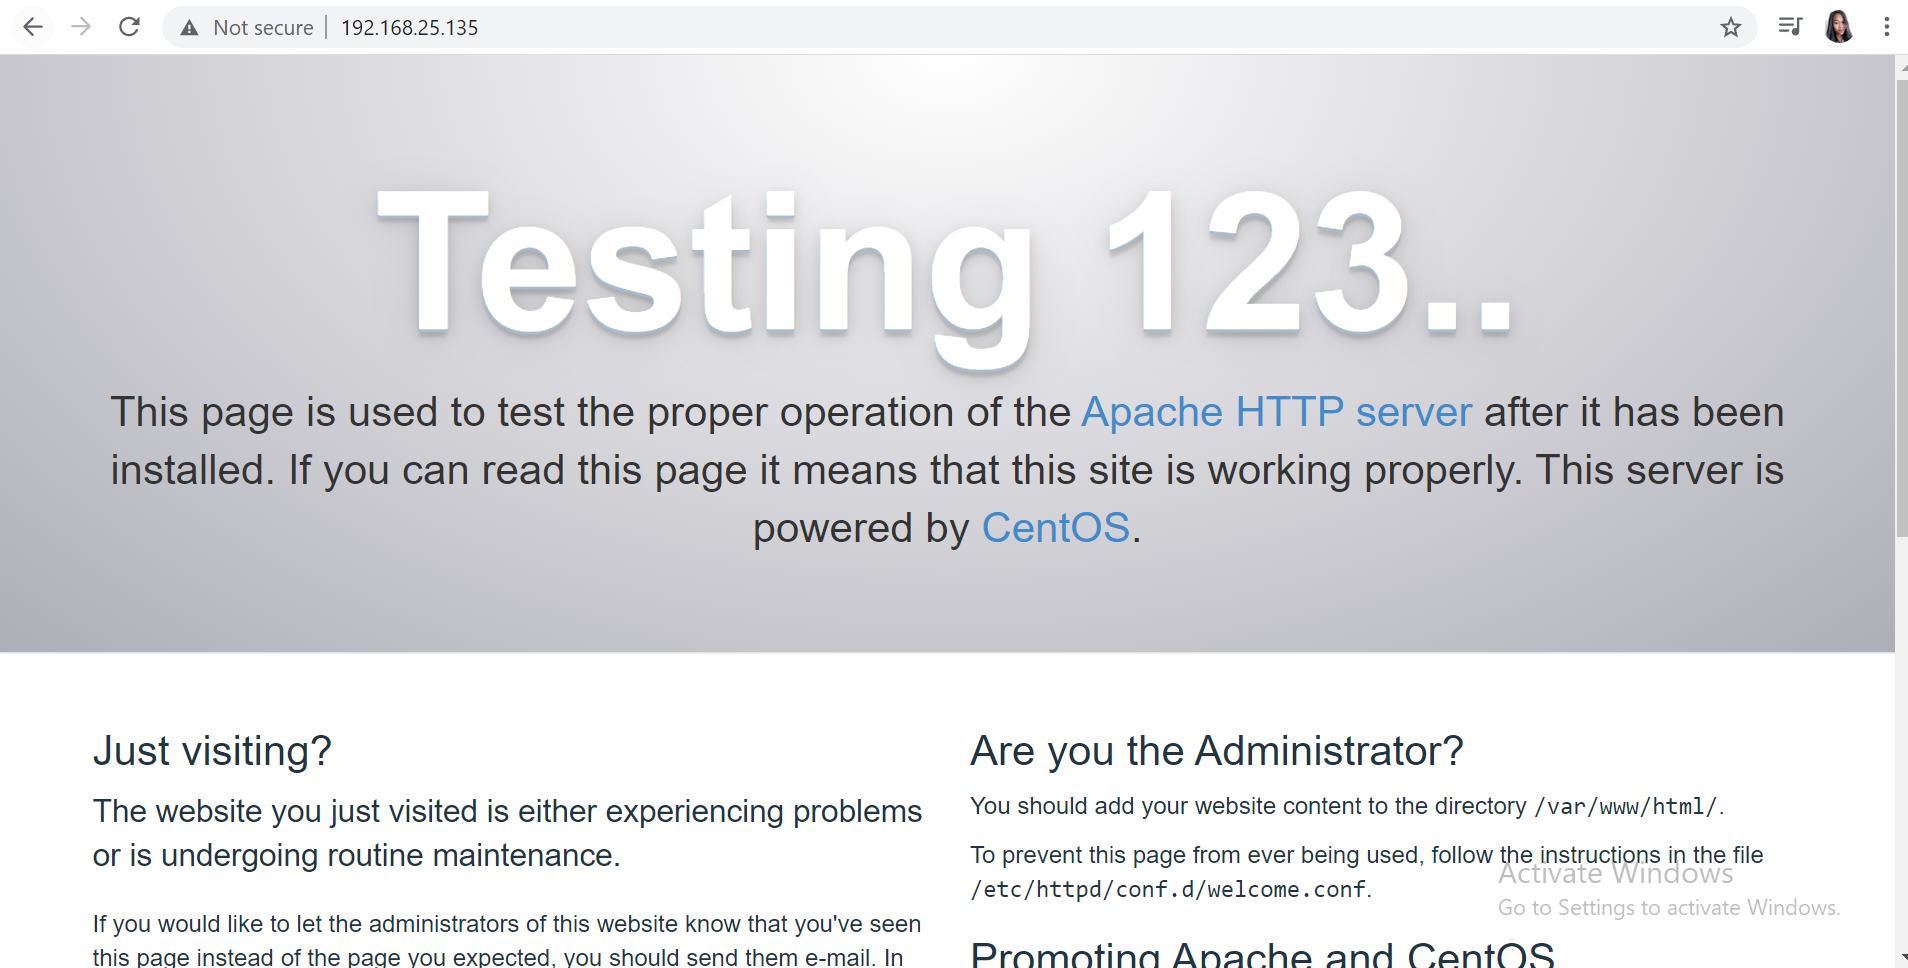 Not secure | 192.168.25.135
Testing 123..
This page is used to test the proper operation of the Apache HTTP server after it has been
installed. If you can read this page it means that this site is working properly. This server is
powered by CentOS.
Just visiting?
The website you just visited is either experiencing problems
or is undergoing routine maintenance.
If you would like to let the administrators of this website know that you've seen
this page instead of the page you expected, you should send them e-mail. In
Are you the Administrator?
You should add your website content to the directory /var/www/html/.
To prevent this page from ever being used, follow the instructions in the file
/etc/httpd/conf.d/welcome.conf.
Promoting Apache and CentOS
Activate Windows
Go to Settings to activate Windows.